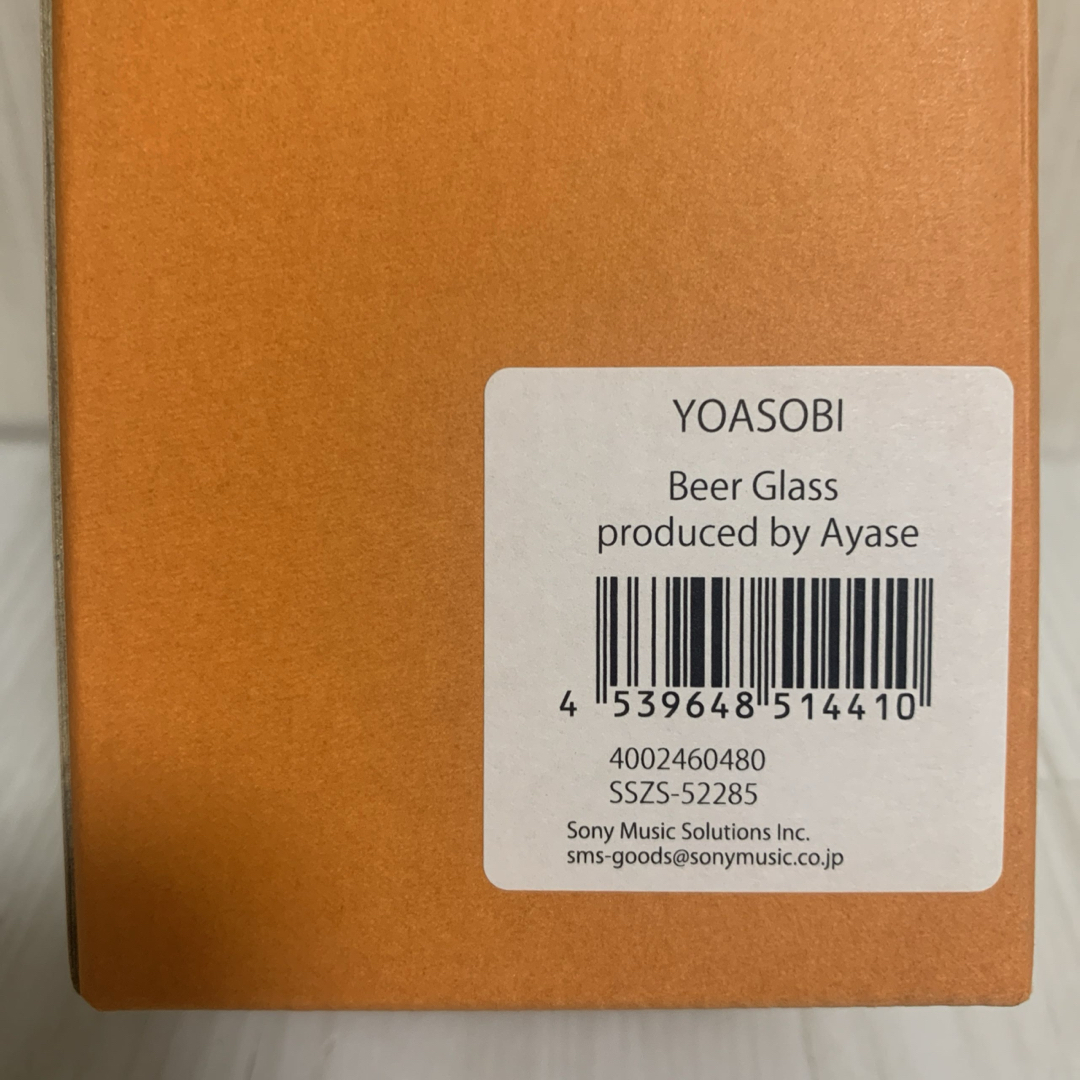 YOASOBI
Beer Glass
produced by Ayase
4 539648 514410
4002460480
SSZS-52285
Sony Music Solutions Inc.
sms-goods@sonymusic.co.jp